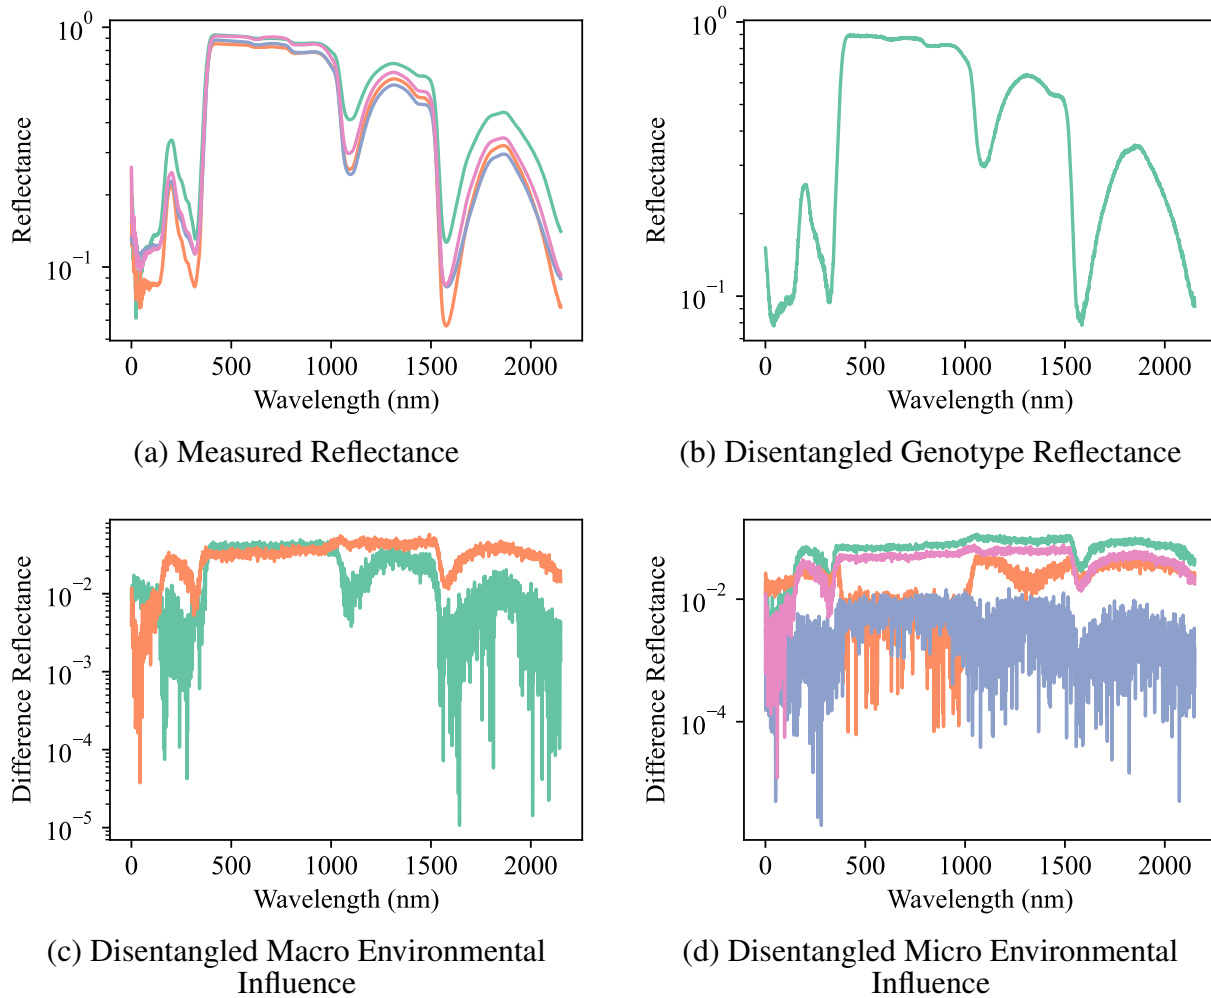 10^0
10^−1
Reflectance
0 500 1000 1500 2000
Wavelength (nm)
(a) Measured Reflectance
10^0
10^−1
Reflectance
0 500 1000 1500 2000
Wavelength (nm)
(b) Disentangled Genotype Reflectance
10^−2
10^−3
10^−4
10^−5
Difference Reflectance
0 500 1000 1500 2000
Wavelength (nm)
(c) Disentangled Macro Environmental
Influence
10^−2
10^−4
Difference Reflectance
0 500 1000 1500 2000
Wavelength (nm)
(d) Disentangled Micro Environmental
Influence